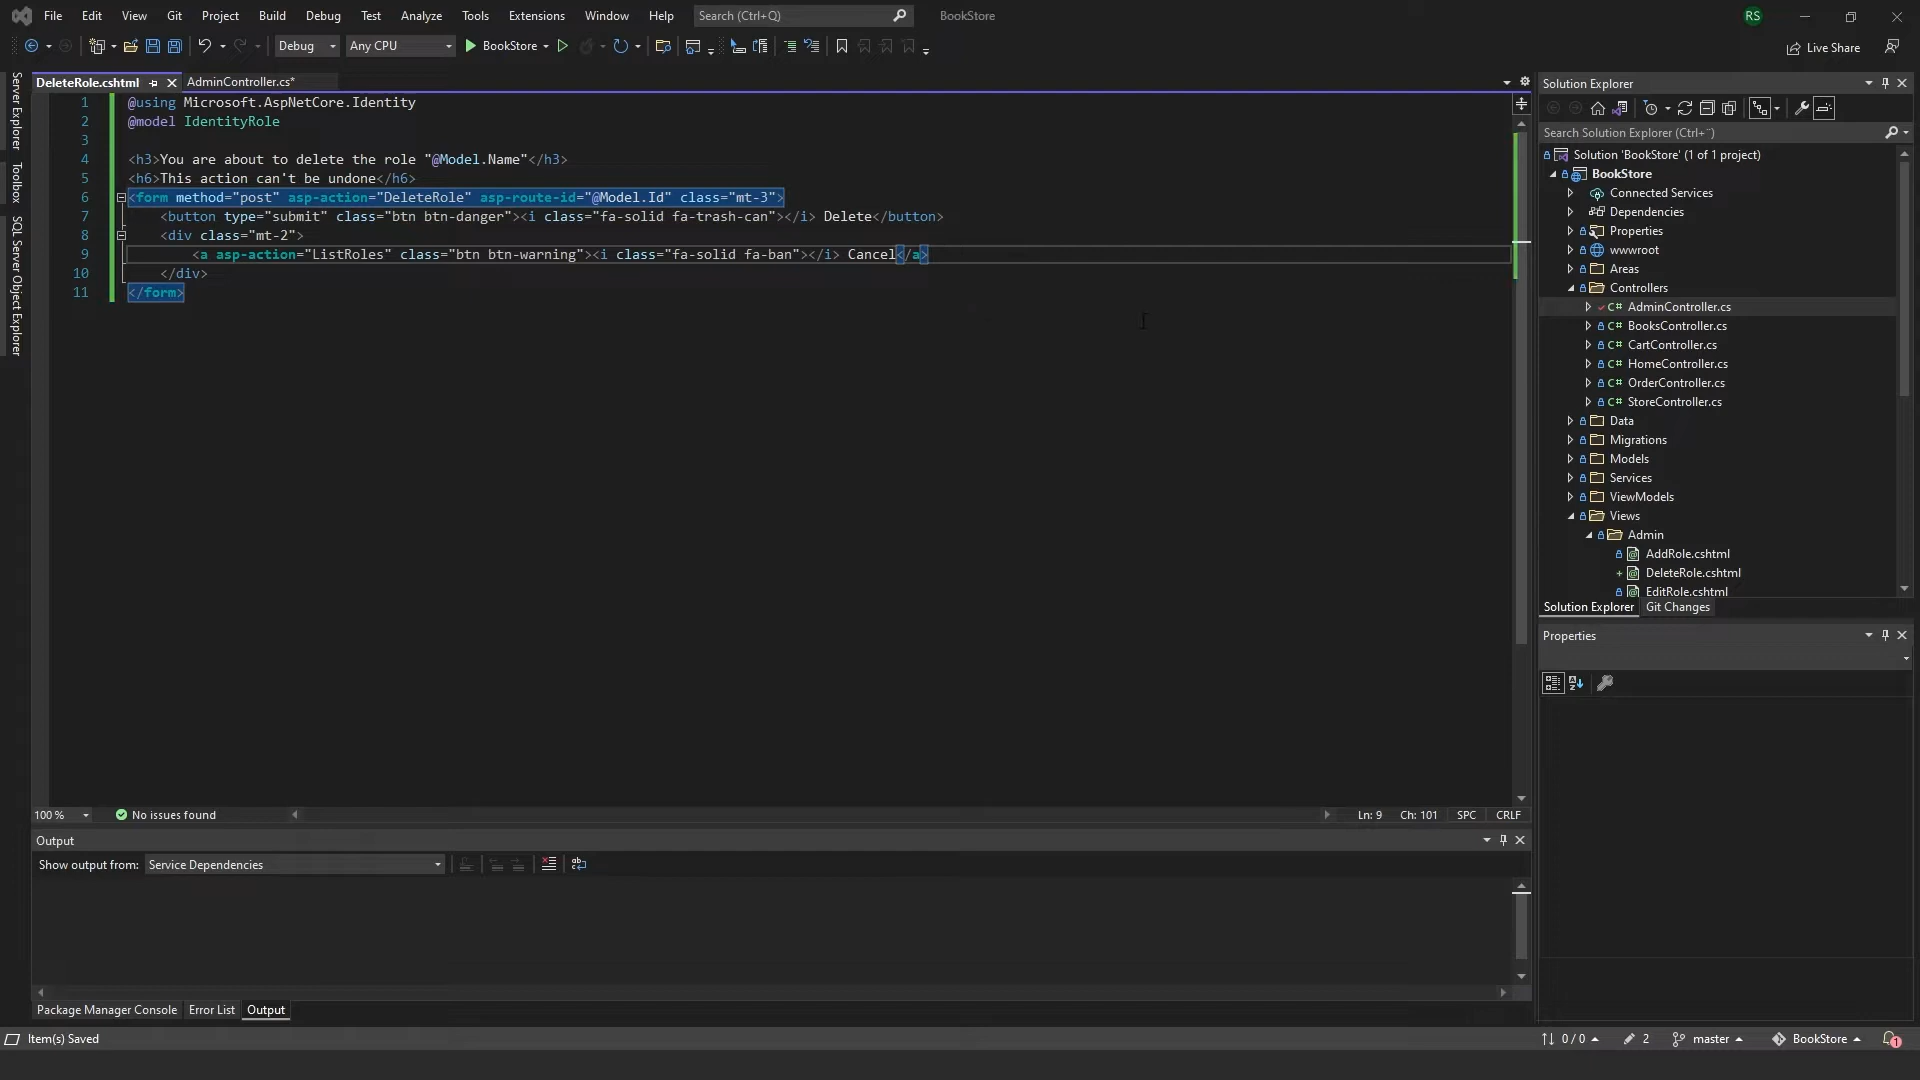 File Edit View Git Project Build Debug Test Analyze Tools Extensions Window Help Search (Ctrl+Q) BookStore RS
Debug Any CPU BookStore Live Share
Server Explorer
Toolbox
SQL Server Object Explorer
DeleteRole.cshtml AdminController.cs*
1 @using Microsoft.AspNetCore.Identity
2 @model IdentityRole
3
4 <h3>You are about to delete the role "@Model.Name"</h3>
5 <h6>This action can't be undone</h6>
6 <form method="post" asp-action="DeleteRole" asp-route-id="@Model.Id" class="mt-3">
7 <button type="submit" class="btn btn-danger"><i class="fa-solid fa-trash-can"></i> Delete</button>
8 <div class="mt-2">
9 <a asp-action="ListRoles" class="btn btn-warning"><i class="fa-solid fa-ban"></i> Cancel</a>
10 </div>
11 </form>
100 % No issues found Ln: 9 Ch: 101 SPC CRLF
Output
Show output from: Service Dependencies
Package Manager Console Error List Output
Solution Explorer
Search Solution Explorer (Ctrl+¨)
Solution 'BookStore' (1 of 1 project)
BookStore
Connected Services
Dependencies
Properties
wwwroot
Areas
Controllers
C# AdminController.cs
C# BooksController.cs
C# CartController.cs
C# HomeController.cs
C# OrderController.cs
C# StoreController.cs
Data
Migrations
Models
Services
ViewModels
Views
Admin
AddRole.cshtml
DeleteRole.cshtml
EditRole.cshtml
Solution Explorer Git Changes
Properties
Item(s) Saved 0 / 0 2 master BookStore 1